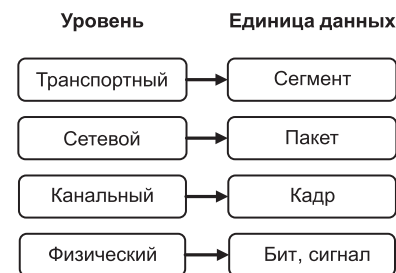 Уровень Единица данных
Транспортный Сегмент
Сетевой Пакет
Канальный Кадр
Физический Бит, сигнал